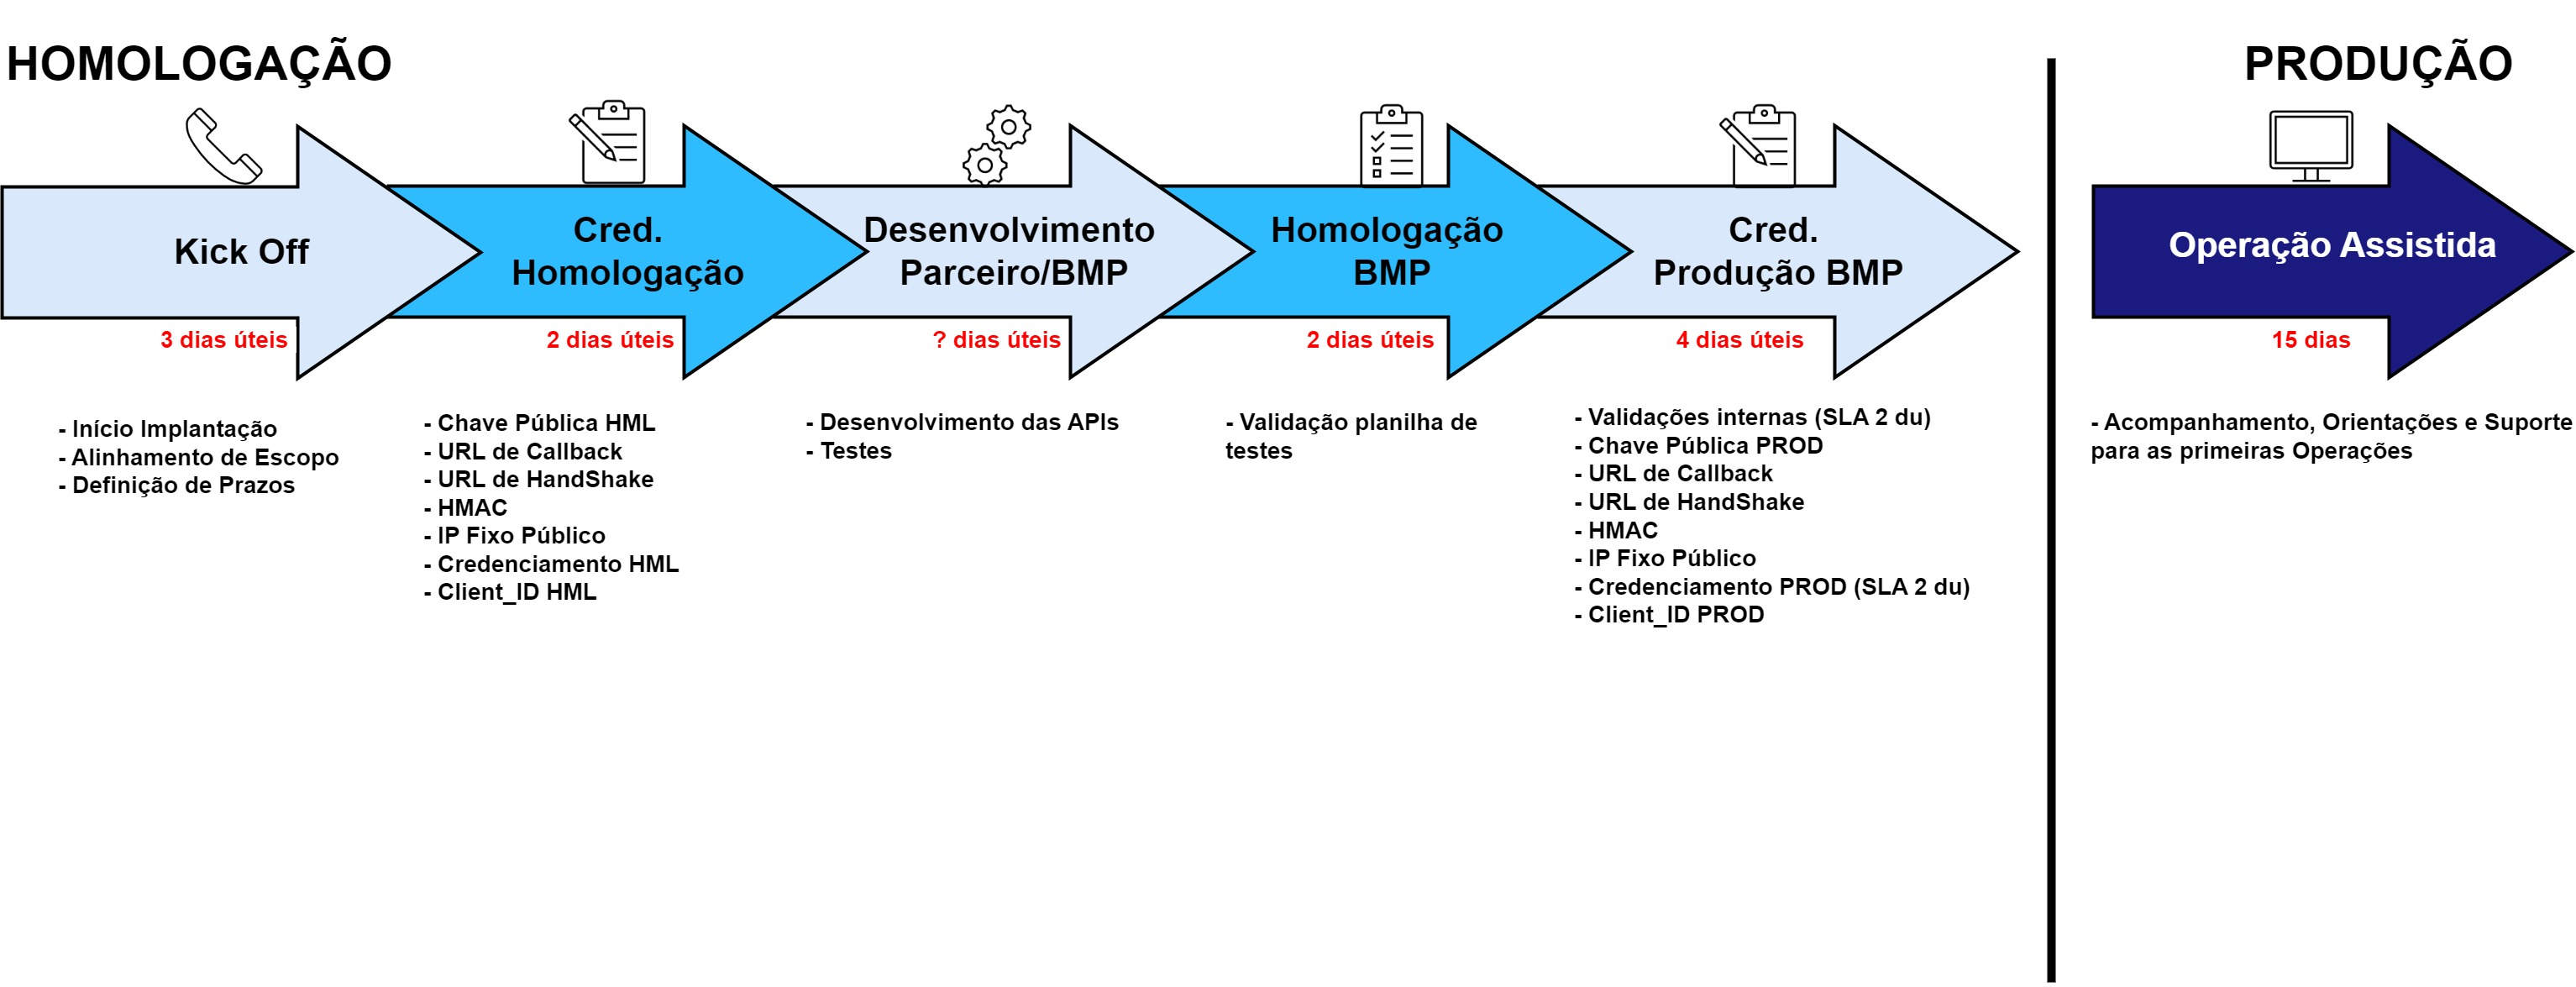 HOMOLOGAÇÃO
PRODUÇÃO
Kick Off
3 dias úteis
- Início Implantação
- Alinhamento de Escopo
- Definição de Prazos
Cred.
Homologação
2 dias úteis
- Chave Pública HML
- URL de Callback
- URL de HandShake
- HMAC
- IP Fixo Público
- Credenciamento HML
- Client_ID HML
Desenvolvimento
Parceiro/BMP
? dias úteis
- Desenvolvimento das APIs
- Testes
Homologação
BMP
2 dias úteis
- Validação planilha de
testes
Cred.
Produção BMP
4 dias úteis
- Validações internas (SLA 2 du)
- Chave Pública PROD
- URL de Callback
- URL de HandShake
- HMAC
- IP Fixo Público
- Credenciamento PROD (SLA 2 du)
- Client_ID PROD
Operação Assistida
15 dias
- Acompanhamento, Orientações e Suporte
para as primeiras Operações